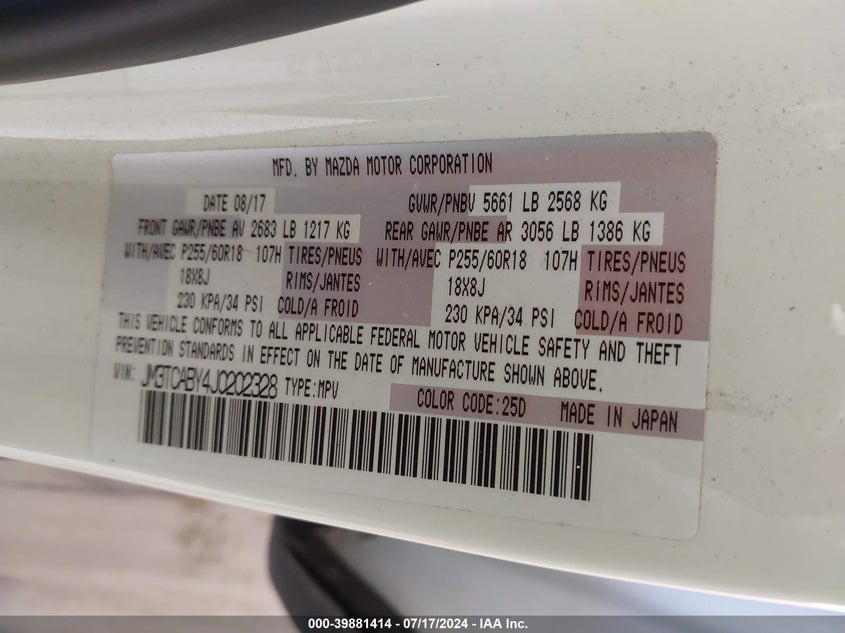 MFD. BY MAZDA MOTOR CORPORATION
DATE 08/17 GVWR/PNBV 5661 LB 2568 KG
FRONT GAWR/PNBE AV 2683 LB 1217 KG REAR GAWR/PNBE AR 3056 LB 1386 KG
WITH/AVEC P255/60R18 107H TIRES/PNEUS WITH/AVEC P255/60R18 107H TIRES/PNEUS
18X8J RIMS/JANTES 18X8J RIMS/JANTES
230 KPA/34 PSI COLD/A FROID 230 KPA/34 PSI COLD/A FROID
THIS VEHICLE CONFORMS TO ALL APPLICABLE FEDERAL MOTOR VEHICLE SAFETY AND THEFT
PREVENTION STANDARDS IN EFFECT ON THE DATE OF MANUFACTURE SHOWN ABOVE.
VIN: JM3TCABY4J0202328 TYPE:MPV
COLOR CODE:25D MADE IN JAPAN
000-39881414 - 07/17/2024 - IAA Inc.